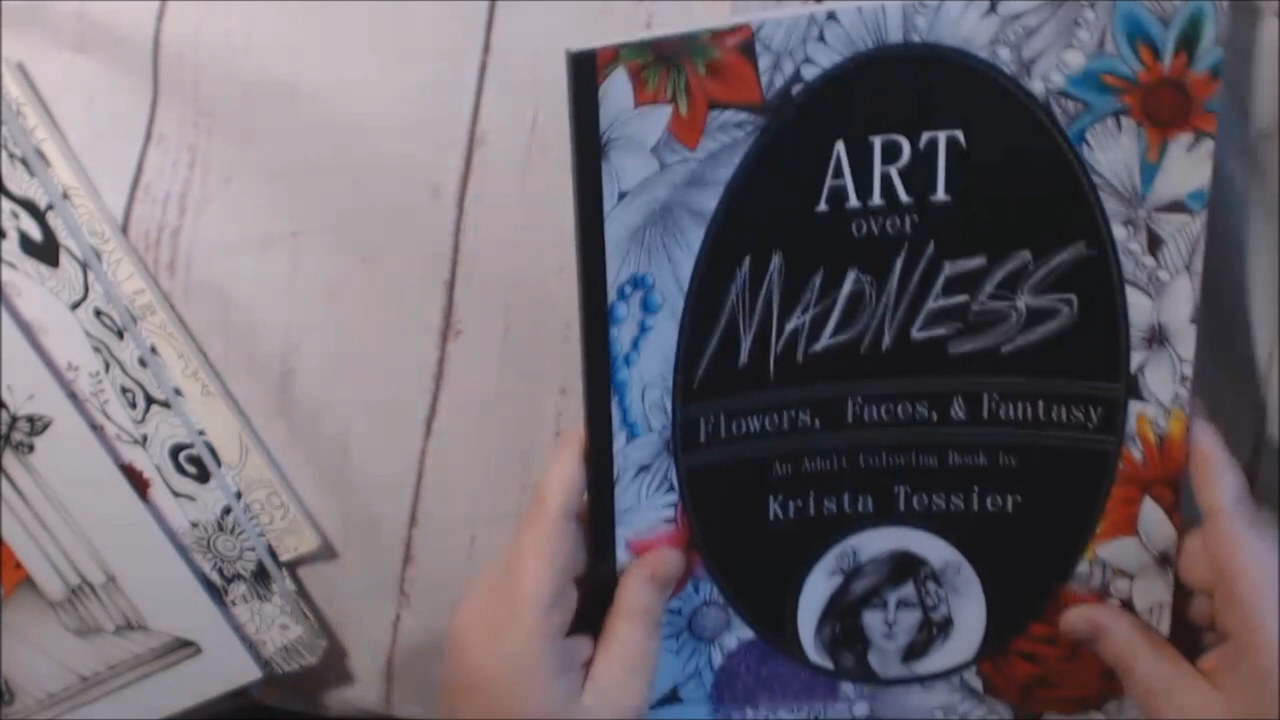 ART
over
MADNESS
Flowers, Faces, & Fantasy
An Adult Coloring Book by
Krista Tessier